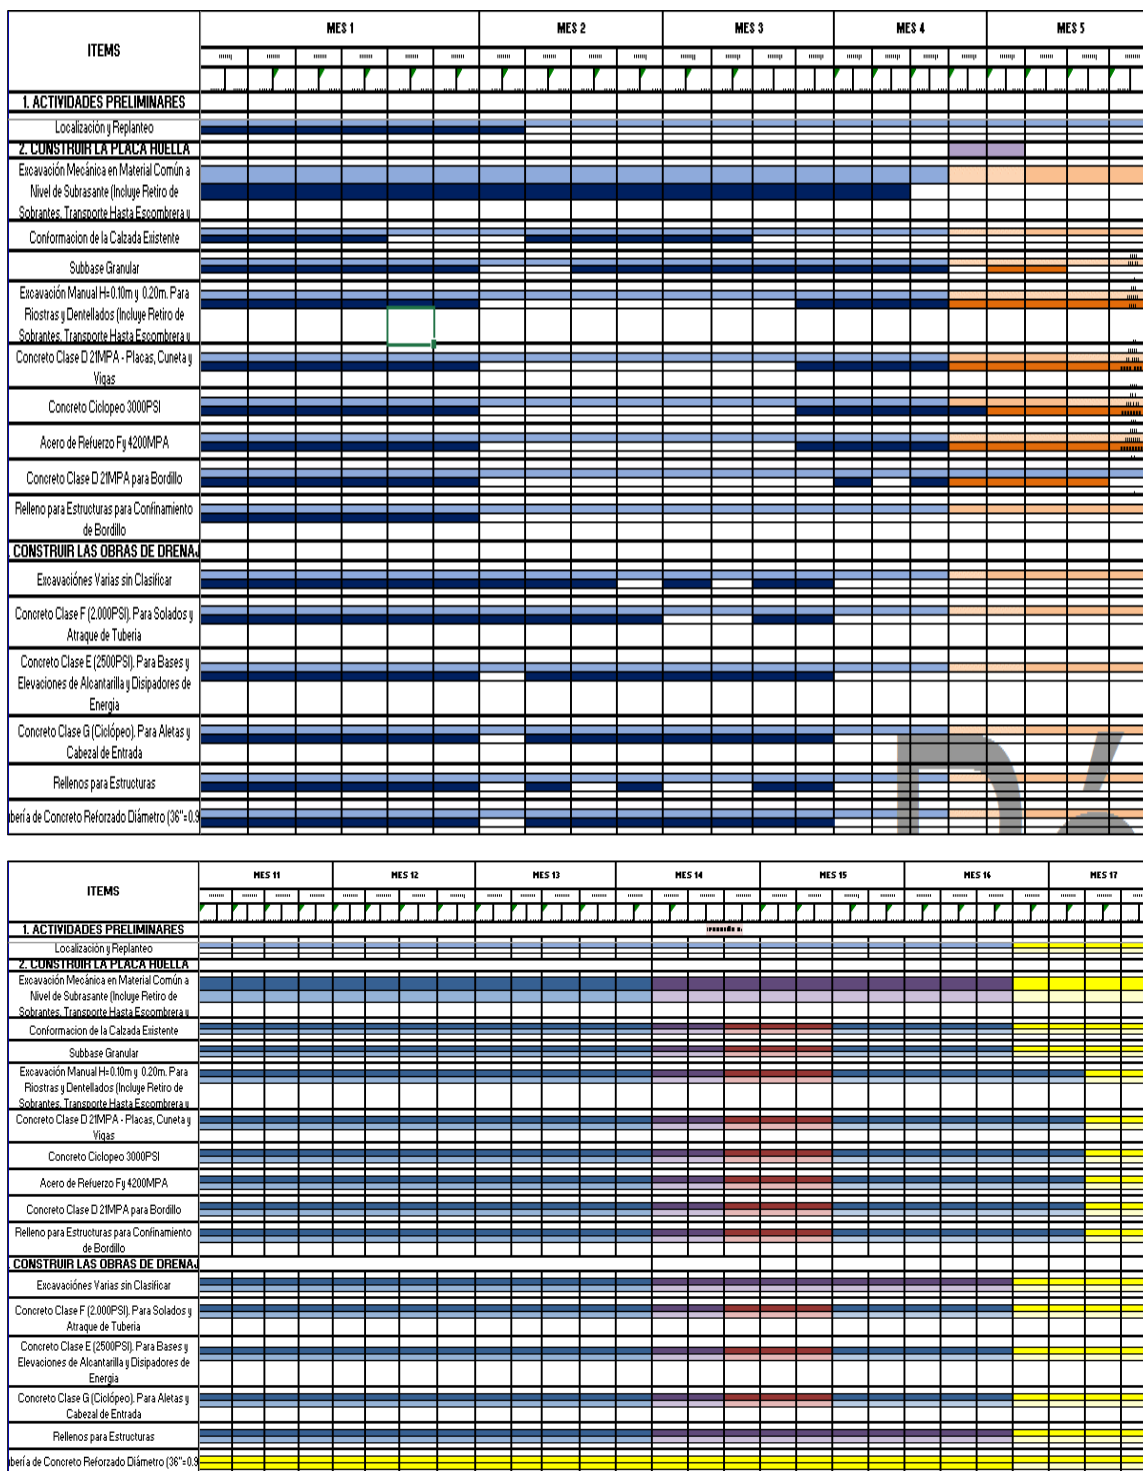 ITEMS
MES 1
MES 2
MES 3
MES 4
MES 5
1. ACTIVIDADES PRELIMINARES
Localización y Replanteo
2. CONSTRUIR LA PLACA HUELLA
Excavación Mecánica en Material Común a
Nivel de Subrasante (Incluye Retiro de
Sobrantes, Transporte Hasta Escombrera y
Conformacion de la Calzada Existente
Subbase Granular
Excavación Manual H=0.10m y 0.20m. Para
Riostras y Dentellados (Incluye Retiro de
Sobrantes, Transporte Hasta Escombrera y
Concreto Clase D 21MPA - Placas, Cuneta y
Vigas
Concreto Ciclopeo 3000PSI
Acero de Refuerzo Fy 4200MPA
Concreto Clase D 21MPA para Bordillo
Relleno para Estructuras para Confinamiento
de Bordillo
. CONSTRUIR LAS OBRAS DE DRENAJ
Excavaciónes Varias sin Clasificar
Concreto Clase F (2.000PSI). Para Solados y
Atraque de Tuberia
Concreto Clase E (2500PSI). Para Bases y
Elevaciones de Alcantarilla y Disipadores de
Energia
Concreto Clase G (Ciclópeo). Para Aletas y
Cabezal de Entrada
Rellenos para Estructuras
bería de Concreto Reforzado Diámetro (36"=0.9
ITEMS
MES 11
MES 12
MES 13
MES 14
MES 15
MES 16
MES 17
1. ACTIVIDADES PRELIMINARES
Localización y Replanteo
2. CONSTRUIR LA PLACA HUELLA
Excavación Mecánica en Material Común a
Nivel de Subrasante (Incluye Retiro de
Sobrantes, Transporte Hasta Escombrera y
Conformacion de la Calzada Existente
Subbase Granular
Excavación Manual H=0.10m y 0.20m. Para
Riostras y Dentellados (Incluye Retiro de
Sobrantes, Transporte Hasta Escombrera y
Concreto Clase D 21MPA - Placas, Cuneta y
Vigas
Concreto Ciclopeo 3000PSI
Acero de Refuerzo Fy 4200MPA
Concreto Clase D 21MPA para Bordillo
Relleno para Estructuras para Confinamiento
de Bordillo
. CONSTRUIR LAS OBRAS DE DRENAJ
Excavaciónes Varias sin Clasificar
Concreto Clase F (2.000PSI). Para Solados y
Atraque de Tuberia
Concreto Clase E (2500PSI). Para Bases y
Elevaciones de Alcantarilla y Disipadores de
Energia
Concreto Clase G (Ciclópeo). Para Aletas y
Cabezal de Entrada
Rellenos para Estructuras
bería de Concreto Reforzado Diámetro (36"=0.9